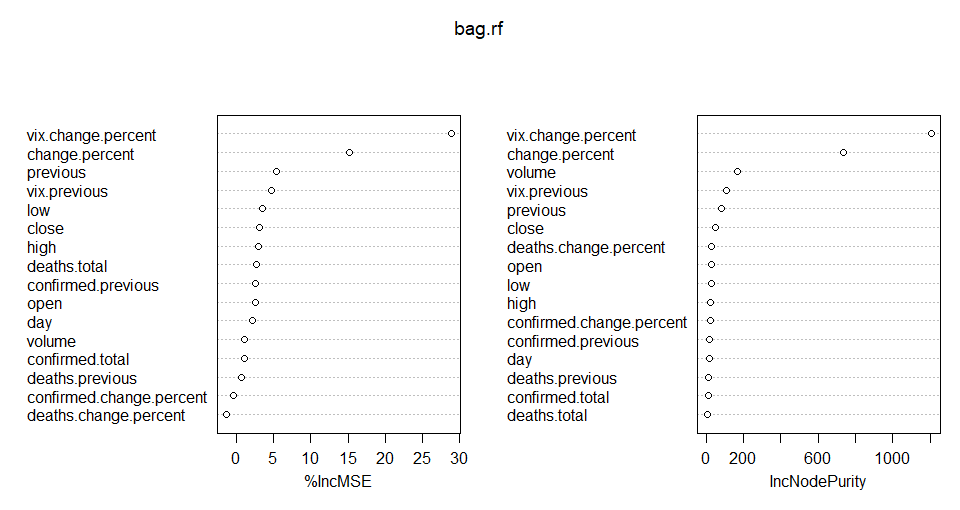 bag.rf
vix.change.percent
change.percent
previous
vix.previous
low
close
high
deaths.total
confirmed.previous
open
day
volume
confirmed.total
deaths.previous
confirmed.change.percent
deaths.change.percent
0 5 10 15 20 25 30
%IncMSE
vix.change.percent
change.percent
volume
vix.previous
previous
close
deaths.change.percent
open
low
high
confirmed.change.percent
confirmed.previous
day
deaths.previous
confirmed.total
deaths.total
0 200 600 1000
IncNodePurity